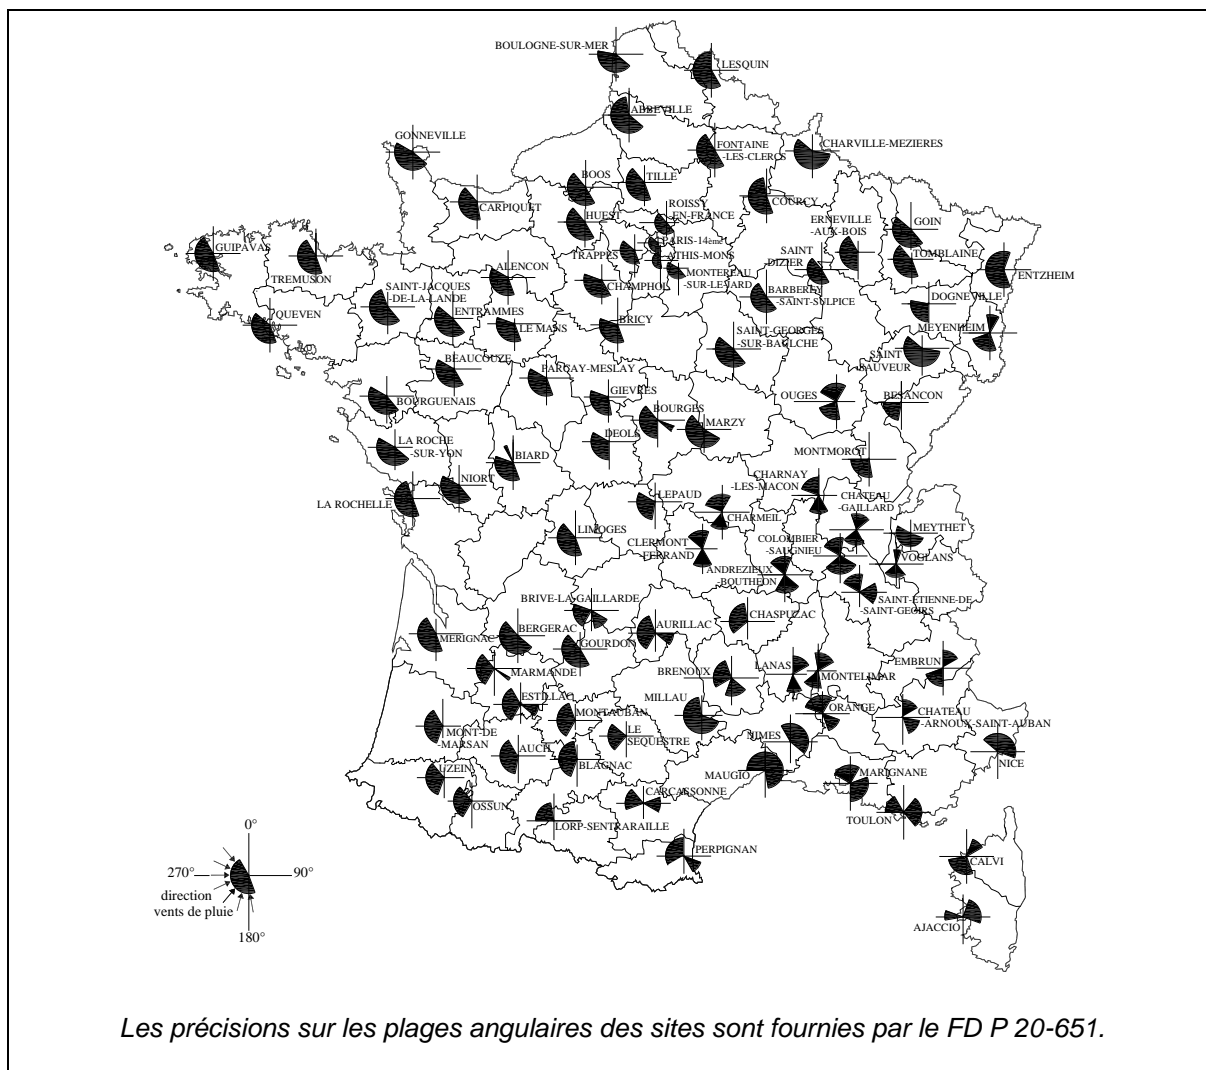 BOULOGNE-SUR-MER
LESQUIN
ABBEVILLE
GONNEVILLE
FONTAINE
-LES-CLERCS
CHARVILLE-MEZIERES
BOOS
TILLE
CARPIQUET
HUEST
ROISSY
-EN-FRANCE
COURCY
ERNEVILLE
-AUX-BOIS
GOIN
GUIPAVAS
TREMUSON
PARIS-14ème
TRAPPES
ATHIS-MONS
SAINT
DIZIER
TOMBLAINE
ENTZHEIM
ALENCON
MONTEREAU
-SUR-LE-JARD
SAINT-JACQUES
-DE-LA-LANDE
CHAMPHOL
BARBEREY
-SAINT-SULPICE
DOGNEVILLE
QUEVEN
ENTRAMMES
LE MANS
BRICY
SAINT-GEORGES
-SUR-BAULCHE
MEYENHEIM
SAINT
SAUVEUR
BEAUCOUZE
PARCAY-MESLAY
GIEVRES
OUGES
BESANCON
BOURGUENAIS
BOURGES
MARZY
LA ROCHE
-SUR-YON
BIARD
DEOLS
MONTMOROT
NIORT
LA ROCHELLE
LEPAUD
CHARNAY
-LES-MACON
CHATEAU
-GAILLARD
CHARMEIL
LIMOGES
CLERMONT
-FERRAND
COLOMBIER
-SAUGNIEU
MEYTHET
VOGLANS
ANDREZIEUX
-BOUTHEON
SAINT-ETIENNE-DE
-SAINT-GEOIRS
BRIVE-LA-GAILLARDE
MERIGNAC
BERGERAC
GOURDON
AURILLAC
CHASPUZAC
MARMANDE
BRENOUX
LANAS
MONTELIMAR
EMBRUN
ESTILLAC
MONTAUBAN
MILLAU
ORANGE
CHATEAU
-ARNOUX-SAINT-AUBAN
MONT-DE
-MARSAN
LE
SEQUESTRE
NIMES
NICE
AUCH
BLAGNAC
UZEIN
MAUGIO
MARIGNANE
OSSUN
CARCASSONNE
LORP-SENTRARAILLE
TOULON
PERPIGNAN
CALVI
AJACCIO
0°
270°
90°
direction
vents de pluie
180°
Les précisions sur les plages angulaires des sites sont fournies par le FD P 20-651.